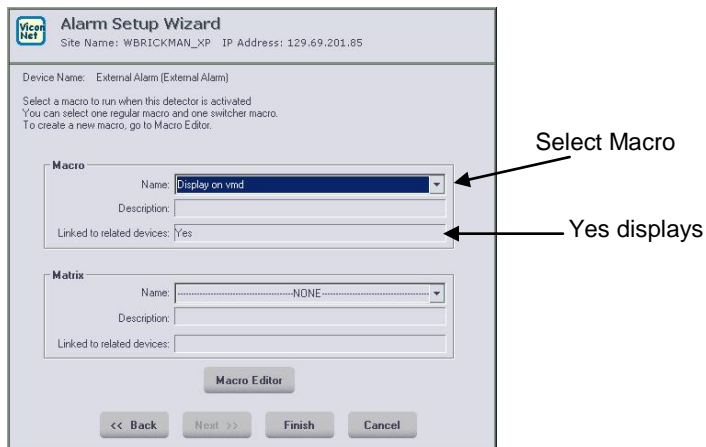 Vicon
Net
Alarm Setup Wizard
Site Name: WBRICKMAN_XP IP Address: 129.69.201.85
Device Name: External Alarm (External Alarm)
Select a macro to run when this detector is activated
You can select one regular macro and one switcher macro.
To create a new macro, go to Macro Editor.
Select Macro
Macro
Name: Display on vmd
Description:
Linked to related devices: Yes
Yes displays
Matrix
Name: ----------------------------------------NONE----------------------------------------
Description:
Linked to related devices:
Macro Editor
<< Back Next >> Finish Cancel